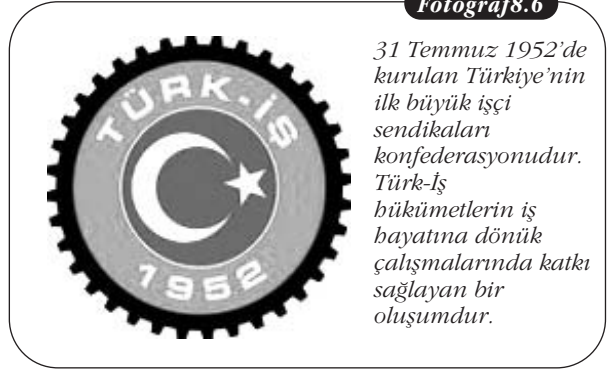 Fotoğraf8.6
TÜRK-İŞ
1952
31 Temmuz 1952'de
kurulan Türkiye'nin
ilk büyük işçi
sendikaları
konfederasyonudur.
Türk-İş
hükümetlerin iş
hayatına dönük
çalışmalarında katkı
sağlayan bir
oluşumdur.